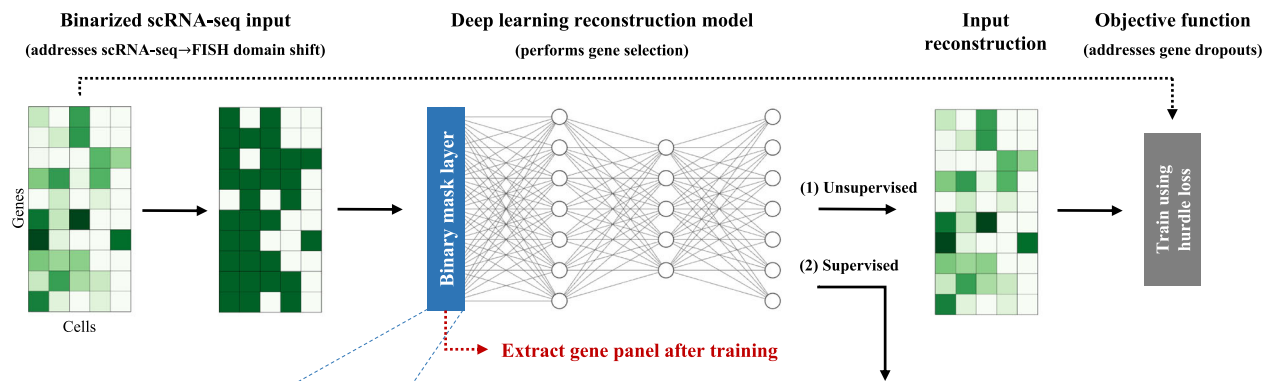 Binarized scRNA-seq input
(addresses scRNA-seq→FISH domain shift)
Deep learning reconstruction model
(performs gene selection)
Input
reconstruction
Objective function
(addresses gene dropouts)
Genes
Cells
Binary mask layer
(1) Unsupervised
(2) Supervised
Train using
hurdle loss
Extract gene panel after training